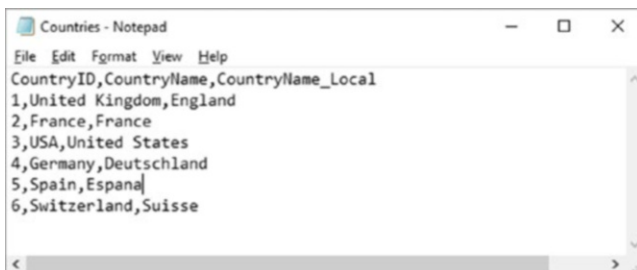 Countries - Notepad
File Edit Format View Help
CountryID,CountryName,CountryName_Local
1,United Kingdom,England
2,France,France
3,USA,United States
4,Germany,Deutschland
5,Spain,Espana
6,Switzerland,Suisse